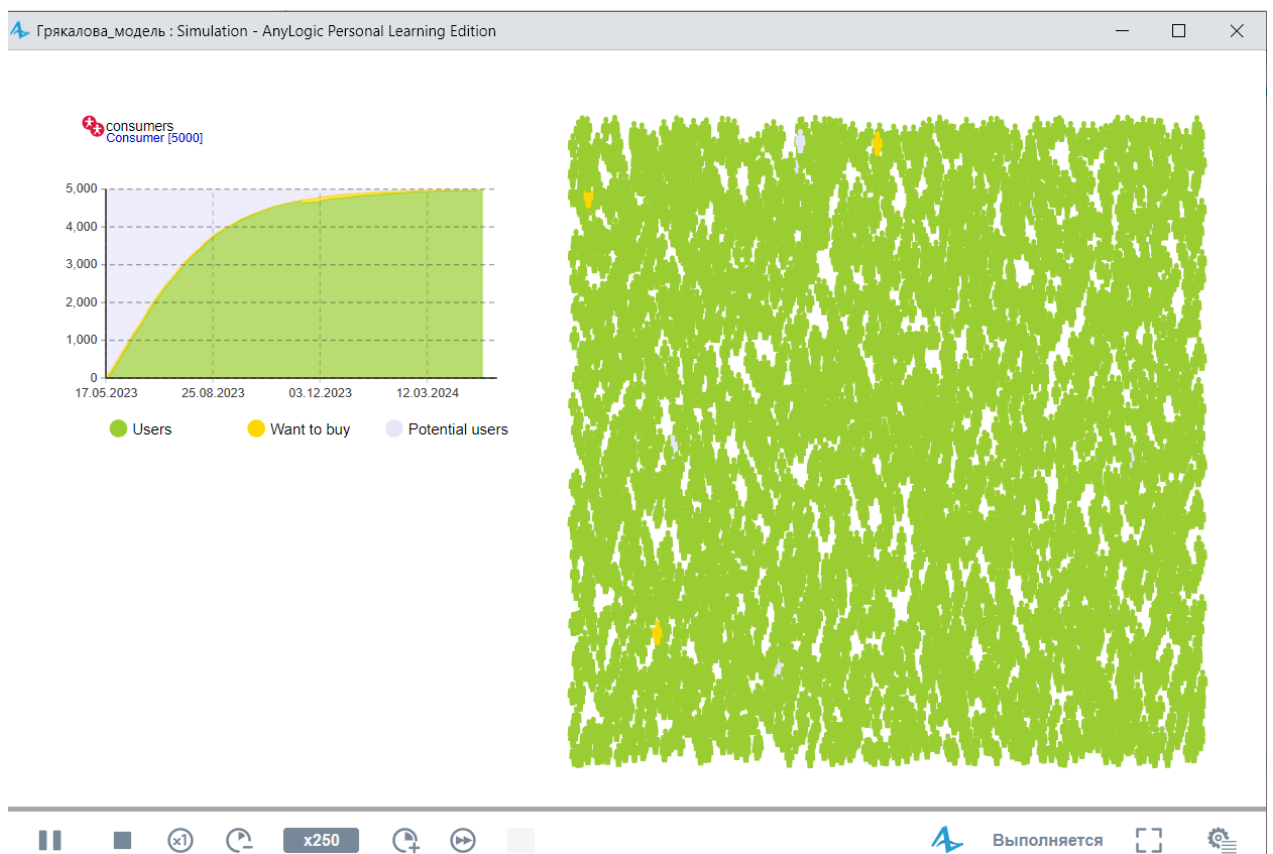 Грякалова_модель : Simulation - AnyLogic Personal Learning Edition
consumers
Consumer [5000]
5,000
4,000
3,000
2,000
1,000
0
17.05.2023 25.08.2023 03.12.2023 12.03.2024
Users Want to buy Potential users
x1 x250 Выполняется